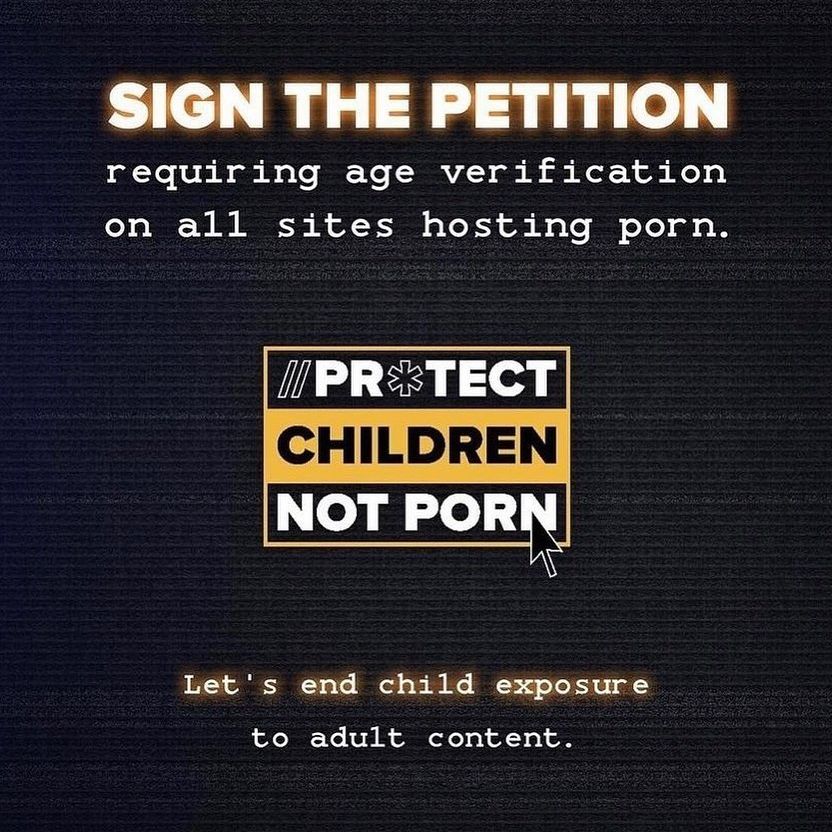 SIGN THE PETITION
requiring age verification
on all sites hosting porn.
//PR*TECT
CHILDREN
NOT PORN
Let's end child exposure
to adult content.